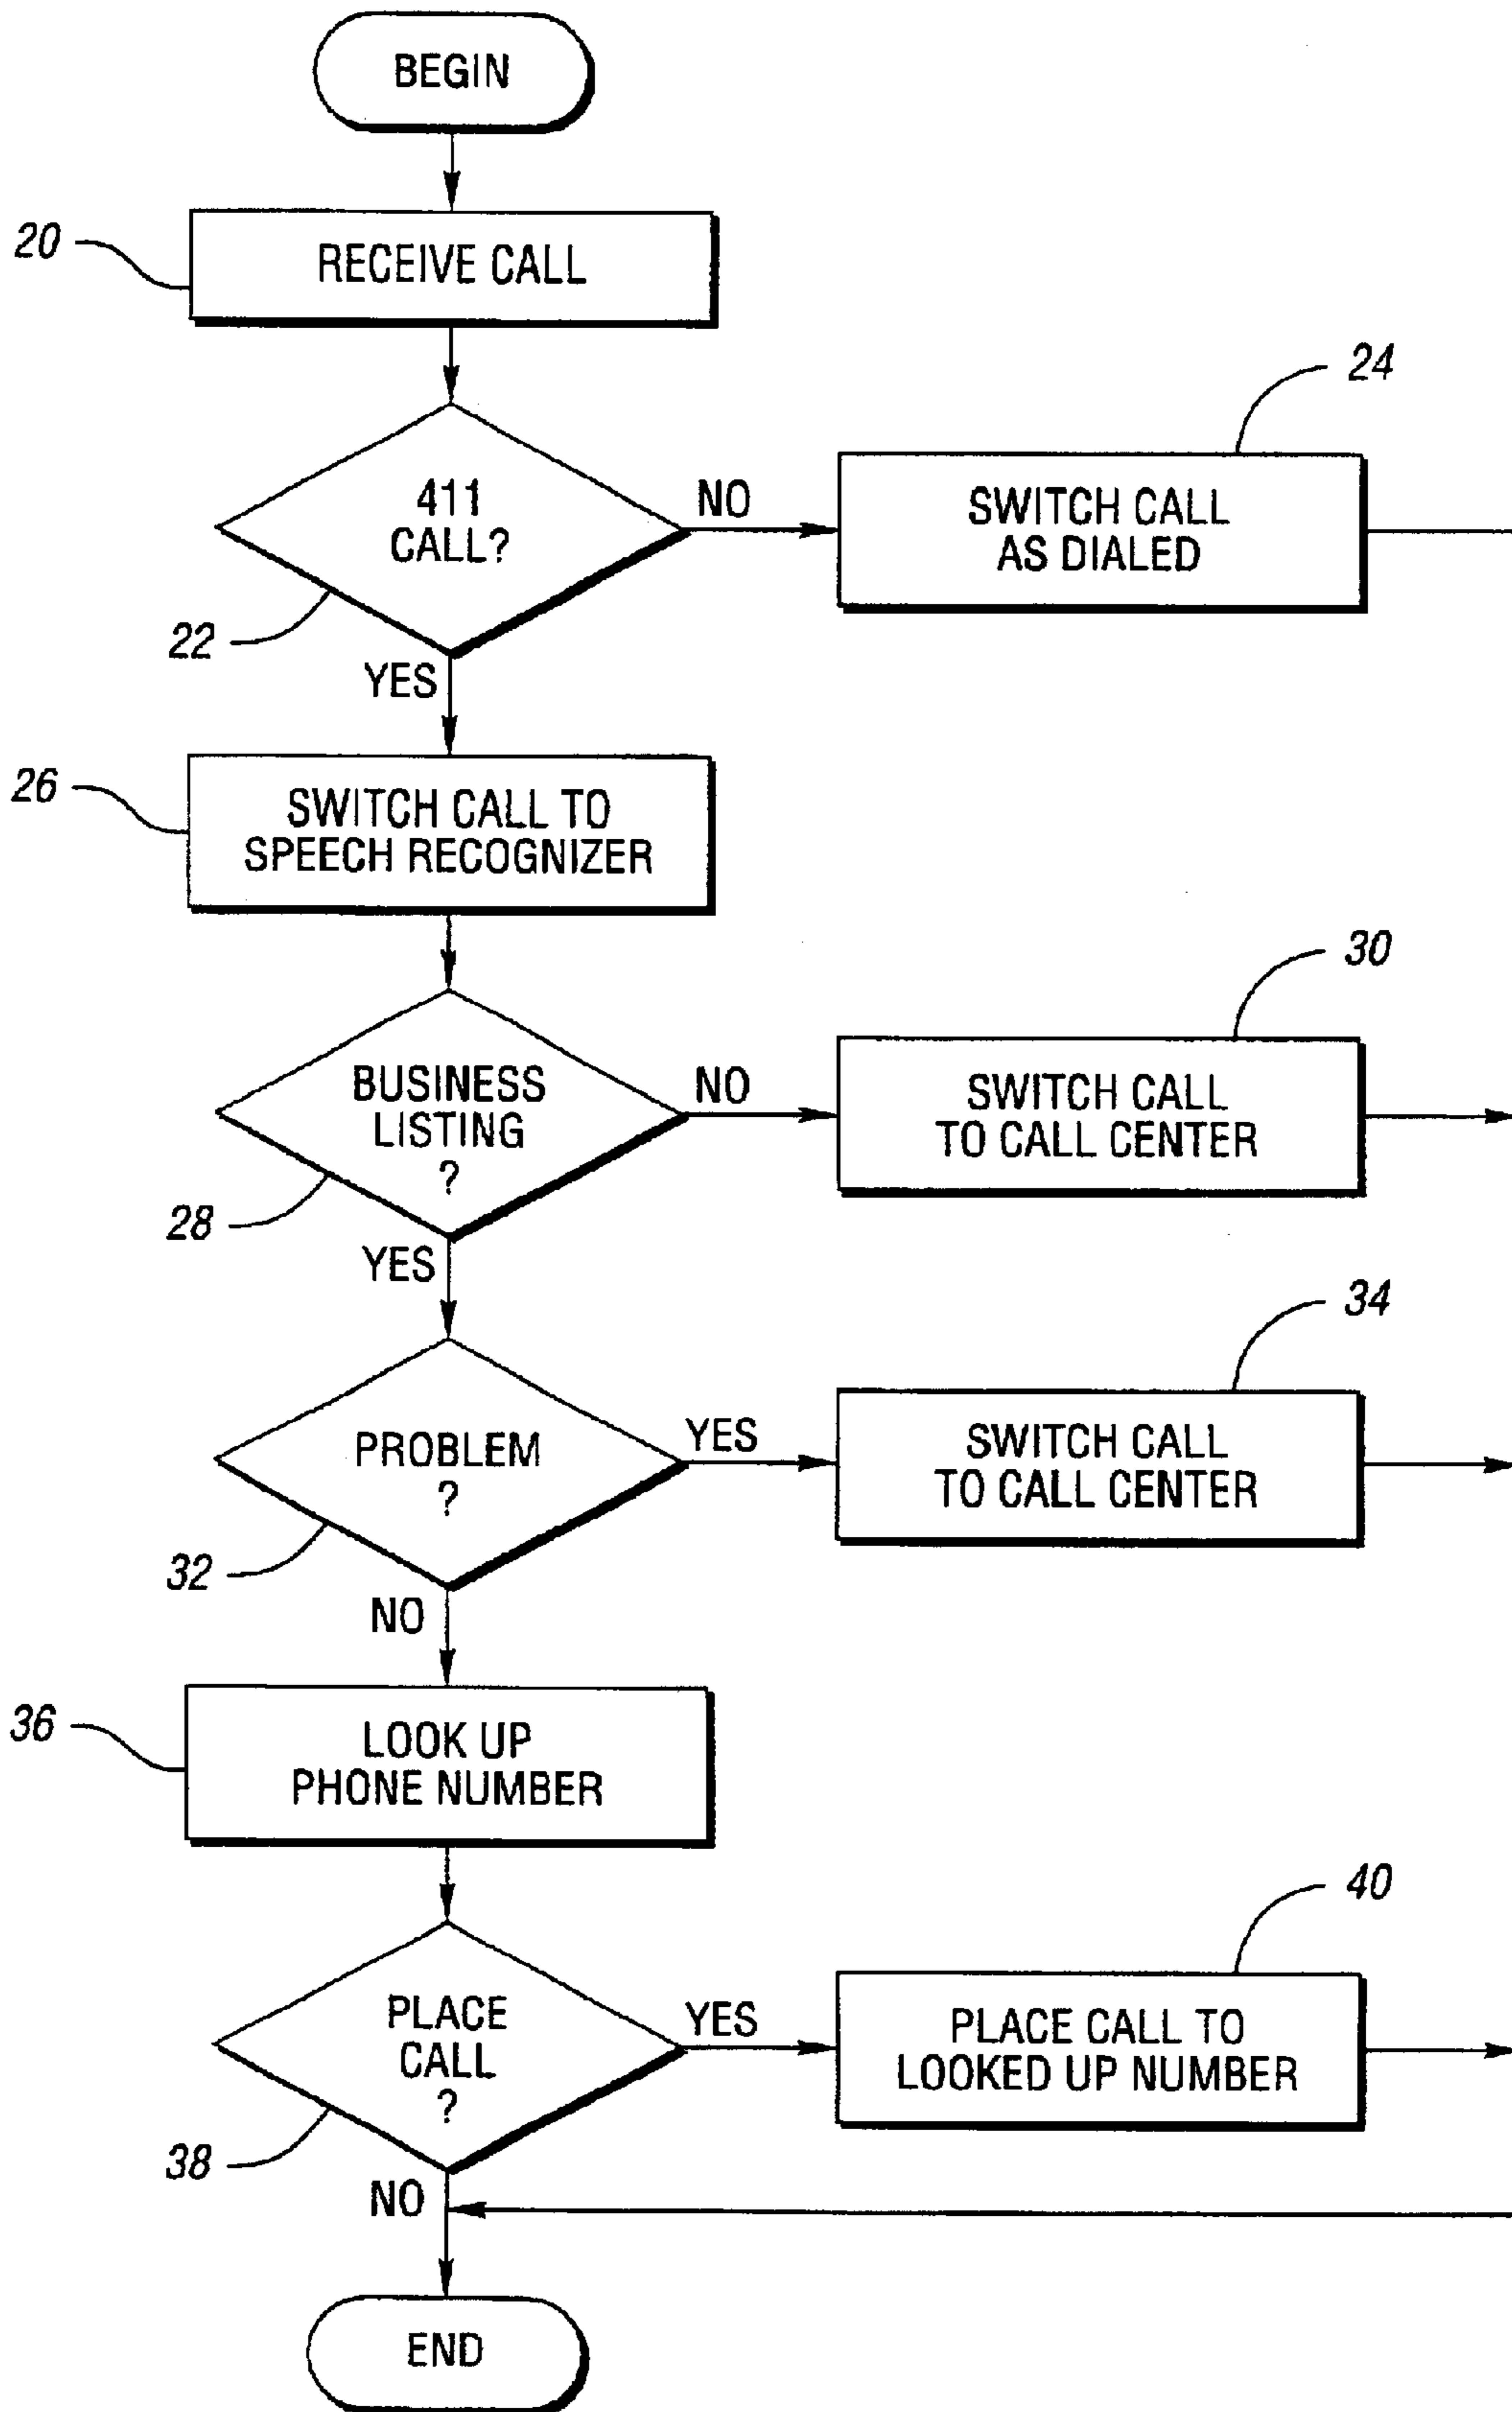 BEGIN
20
RECEIVE CALL
24
411
CALL?
NO
SWITCH CALL
AS DIALED
22
YES
26
SWITCH CALL TO
SPEECH RECOGNIZER
30
BUSINESS
LISTING
?
NO
SWITCH CALL
TO CALL CENTER
28
YES
34
PROBLEM
?
YES
SWITCH CALL
TO CALL CENTER
32
NO
36
LOOK UP
PHONE NUMBER
40
PLACE
CALL
?
YES
PLACE CALL TO
LOOKED UP NUMBER
38
NO
END